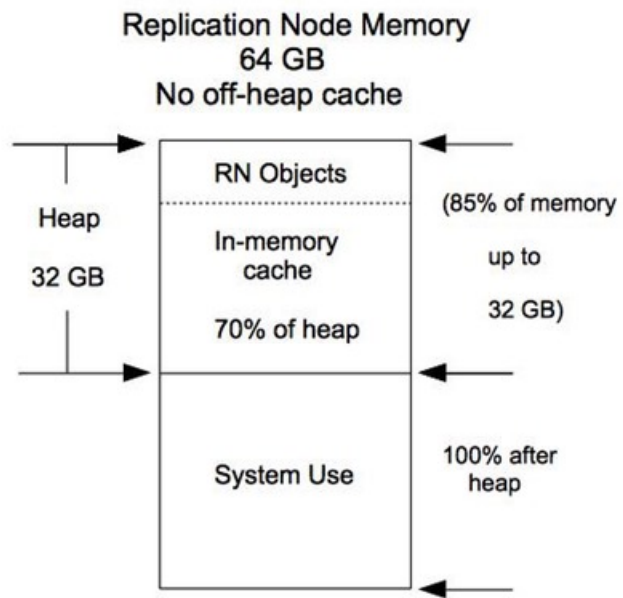 Replication Node Memory
64 GB
No off-heap cache
RN Objects
Heap
32 GB
In-memory
cache
70% of heap
(85% of memory
up to
32 GB)
System Use
100% after
heap